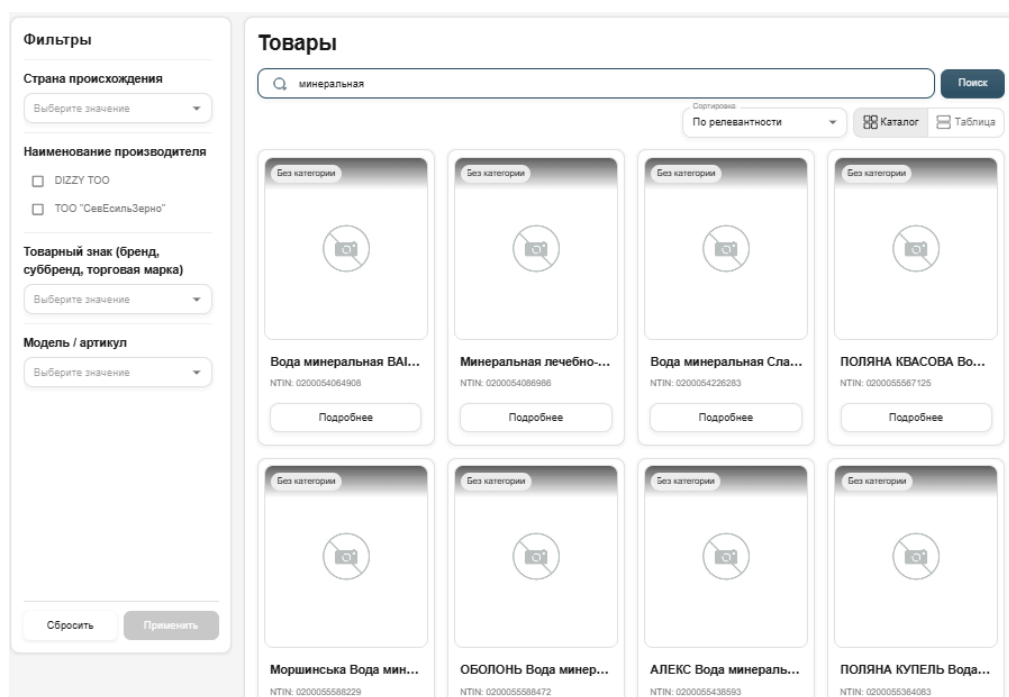 Фильтры
Страна происхождения
Выберите значение
Наименование производителя
DIZZY ТОО
ТОО "СевЕсильЗерно"
Товарный знак (бренд,
суббренд, торговая марка)
Выберите значение
Модель / артикул
Выберите значение
Сбросить
Применить
Товары
минеральная
Поиск
Сортировка
По релевантности
Каталог
Таблица
Без категории
Без категории
Без категории
Без категории
Вода минеральная BAI...
Минеральная лечебно-...
Вода минеральная Сла...
ПОЛЯНА КВАСОВА Во...
NTIN: 0200054064908
NTIN: 0200054086986
NTIN: 0200054226283
NTIN: 0200055567125
Подробнее
Подробнее
Подробнее
Подробнее
Без категории
Без категории
Без категории
Без категории
Моршинська Вода мин...
ОБОЛОНЬ Вода минер...
АЛЕКС Вода минераль...
ПОЛЯНА КУПЕЛЬ Вода...
NTIN: 0200055588229
NTIN: 0200055588472
NTIN: 0200055438593
NTIN: 0200055384083